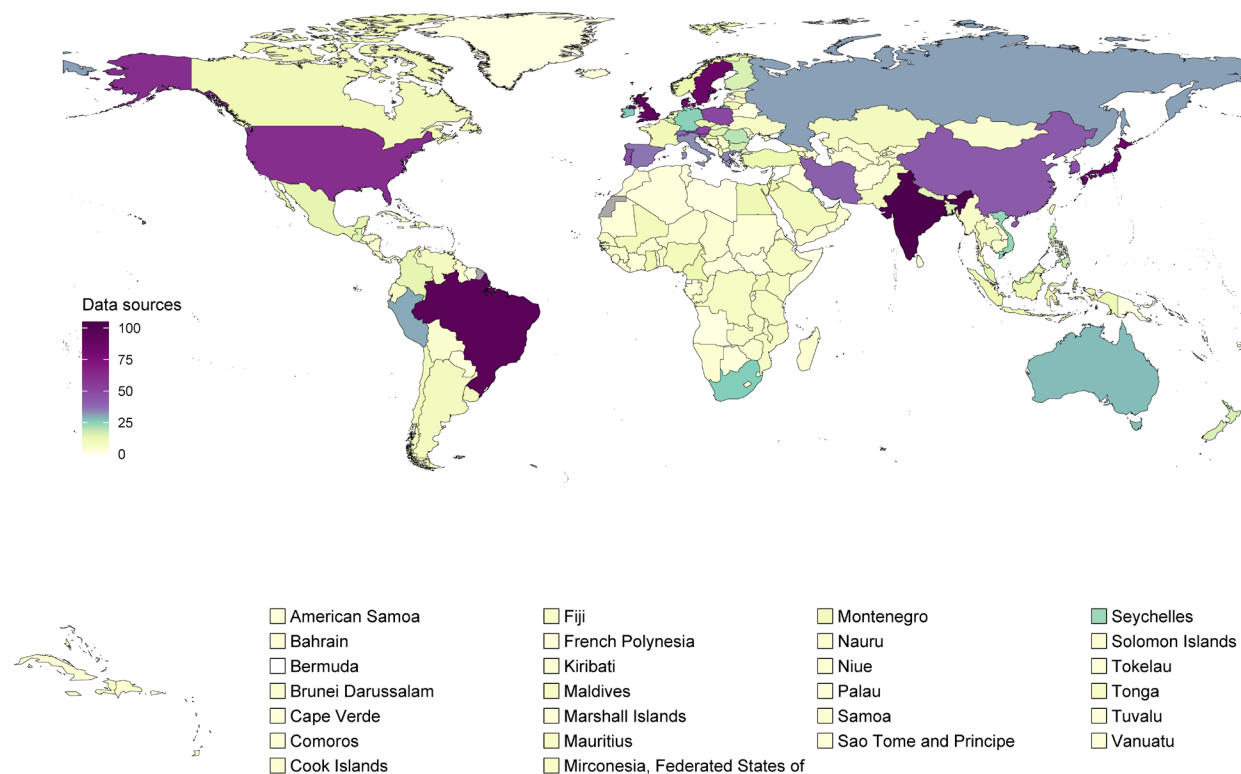 Data sources
100
75
50
25
0
American Samoa
Bahrain
Bermuda
Brunei Darussalam
Cape Verde
Comoros
Cook Islands
Fiji
French Polynesia
Kiribati
Maldives
Marshall Islands
Mauritius
Mirconesia, Federated States of
Montenegro
Nauru
Niue
Palau
Samoa
Sao Tome and Principe
Seychelles
Solomon Islands
Tokelau
Tonga
Tuvalu
Vanuatu